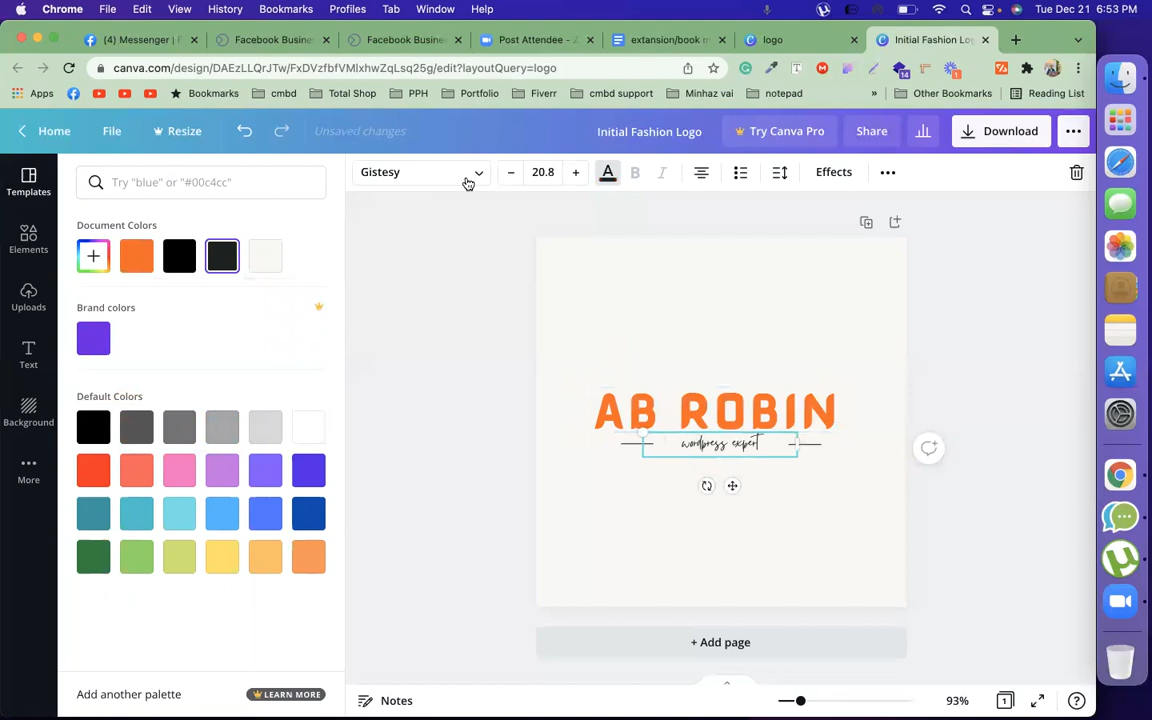 Chrome File Edit View History Bookmarks Profiles Tab Window Help Tue Dec 21 6:53 PM
(4) Messenger | F Facebook Busine Facebook Busine Post Attendee - Z extansion/book tr logo Initial Fashion Lo
canva.com/design/DAEzLLQrJTw/FxDVzfbfVMlxhwZqLsq25g/edit?layoutQuery=logo
Apps Bookmarks cmbd Total Shop PPH Portfolio Fiverr cmbd support Minhaz vai notepad » Other Bookmarks Reading List
Home File Resize Unsaved changes Initial Fashion Logo Try Canva Pro Share Download
Templates
Elements
Uploads
Text
Background
More
Try "blue" or "#00c4cc"
Document Colors
Brand colors
Default Colors
Add another palette LEARN MORE
Gistesy 20.8 A B I Effects
AB ROBIN
wordpress expert
+ Add page
Notes 93% 1
14
1